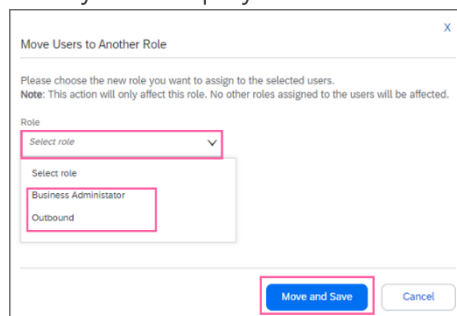 X
Move Users to Another Role
Please choose the new role you want to assign to the selected users.
Note: This action will only affect this role. No other roles assigned to the users will be affected.
Role
Select role
Select role
Business Administator
Outbound
Move and Save
Cancel